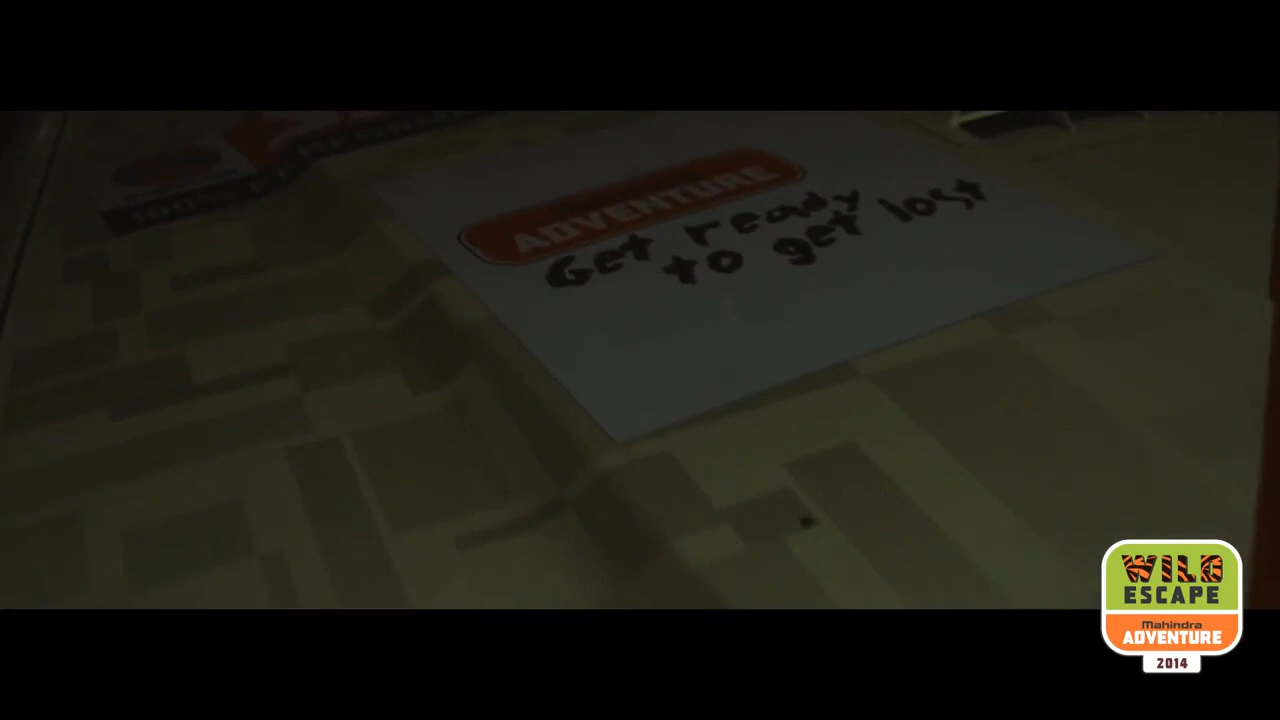 ADVENTURE
Get ready
to get lost
WILD
ESCAPE
Mahindra
ADVENTURE
2014